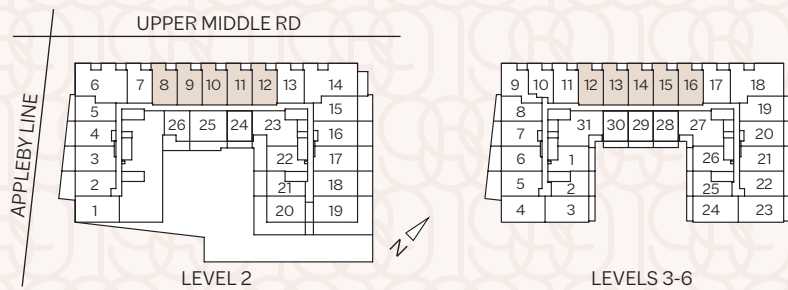 UPPER MIDDLE RD
APPLEBY LINE
6 7 8 9 10 11 12 13 14
5 15
26 25 24 23
4 16
3 22 17
2 21 18
1 20 19
N
LEVEL 2
9 10 11 12 13 14 15 16 17 18
8 19
31 30 29 28 27
7 20
6 1 26 21
5 2 25 22
4 3 24 23
LEVELS 3-6